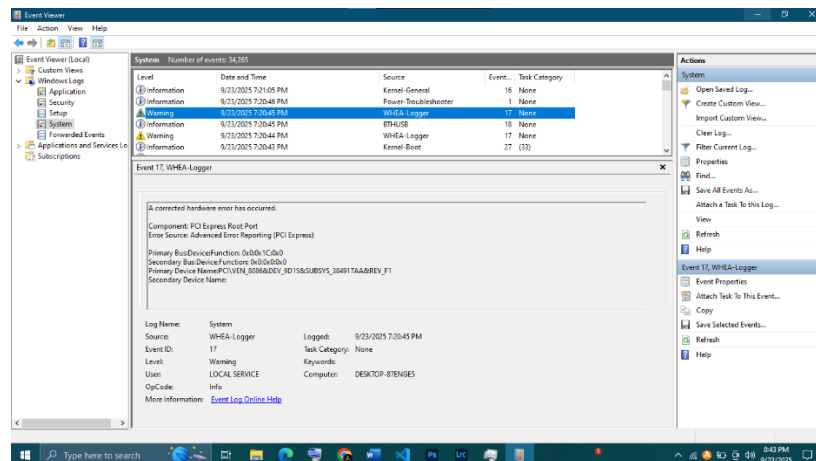 Event Viewer
File Action View Help
Event Viewer (Local)
Custom Views
Windows Logs
Application
Security
Setup
System
Forwarded Events
Applications and Services Lo
Subscriptions
System Number of events: 34,265
Level Date and Time Source Event... Task Category
Information 9/23/2025 7:21:05 PM Kernel-General 16 None
Information 9/23/2025 7:20:46 PM Power-Troubleshooter 1 None
Warning 9/23/2025 7:20:45 PM WHEA-Logger 17 None
Information 9/23/2025 7:20:45 PM BTHUSB 18 None
Warning 9/23/2025 7:20:44 PM WHEA-Logger 17 None
Information 9/23/2025 7:20:43 PM Kernel-Boot 27 (33)
Event 17, WHEA-Logger
A corrected hardware error has occurred.
Component: PCI Express Root Port
Error Source: Advanced Error Reporting (PCI Express)
Primary Bus:Device:Function: 0x0:0x1C:0x0
Secondary Bus:Device:Function: 0x0:0x0:0x0
Primary Device Name:PCI\VEN_8086&DEV_9D15&SUBSYS_384917AA&REV_F1
Secondary Device Name:
Log Name: System
Source: WHEA-Logger Logged: 9/23/2025 7:20:45 PM
Event ID: 17 Task Category: None
Level: Warning Keywords:
User: LOCAL SERVICE Computer: DESKTOP-87ENGE5
OpCode: Info
More Information: Event Log Online Help
Actions
System
Open Saved Log...
Create Custom View...
Import Custom View...
Clear Log...
Filter Current Log...
Properties
Find...
Save All Events As...
Attach a Task To this Log...
View
Refresh
Help
Event 17, WHEA-Logger
Event Properties
Attach Task To This Event...
Copy
Save Selected Events...
Refresh
Help
Type here to search
Ps
Lrc
8:43 PM
9/23/2025